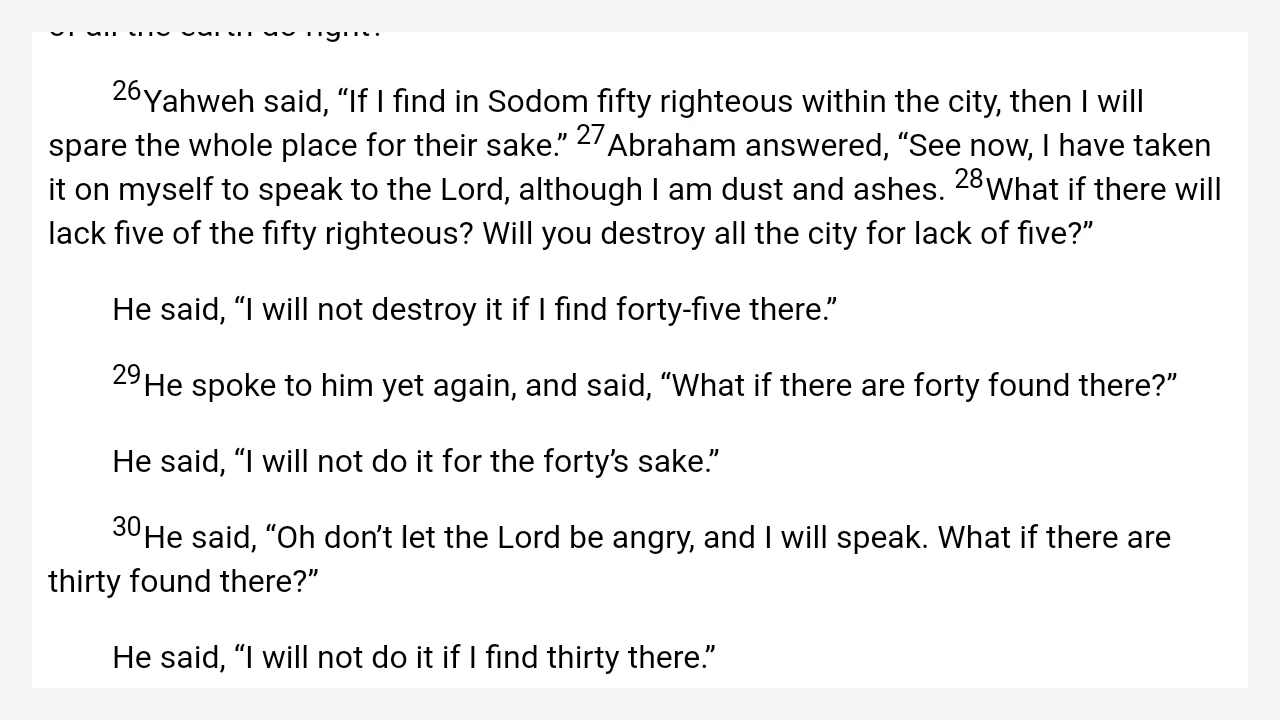 of all the earth do right?”
26Yahweh said, “If I find in Sodom fifty righteous within the city, then I will
spare the whole place for their sake.” 27Abraham answered, “See now, I have taken
it on myself to speak to the Lord, although I am dust and ashes. 28What if there will
lack five of the fifty righteous? Will you destroy all the city for lack of five?”
He said, “I will not destroy it if I find forty-five there.”
29He spoke to him yet again, and said, “What if there are forty found there?”
He said, “I will not do it for the forty’s sake.”
30He said, “Oh don’t let the Lord be angry, and I will speak. What if there are
thirty found there?”
He said, “I will not do it if I find thirty there.”